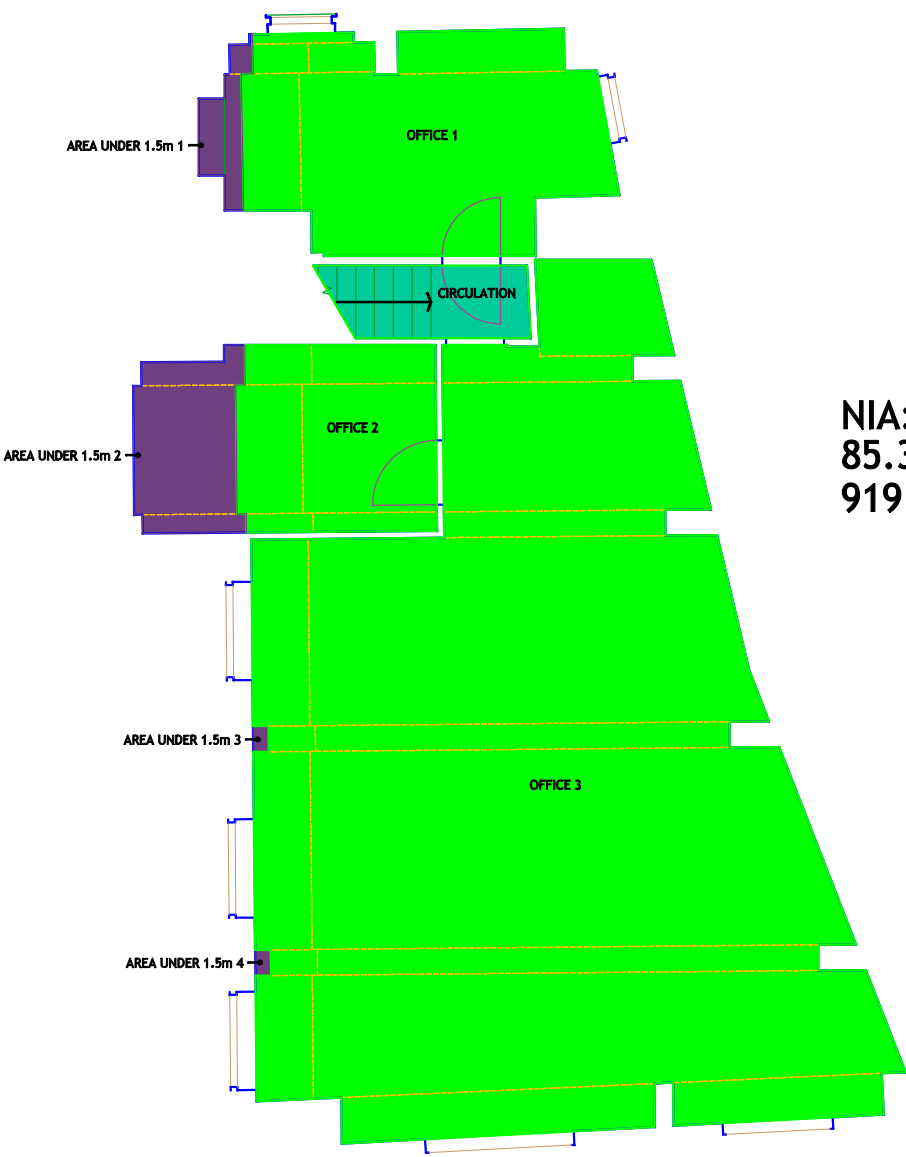 OFFICE 1
AREA UNDER 1.5m 1
CIRCULATION
OFFICE 2
AREA UNDER 1.5m 2
NIA:
85.3
919
AREA UNDER 1.5m 3
OFFICE 3
AREA UNDER 1.5m 4